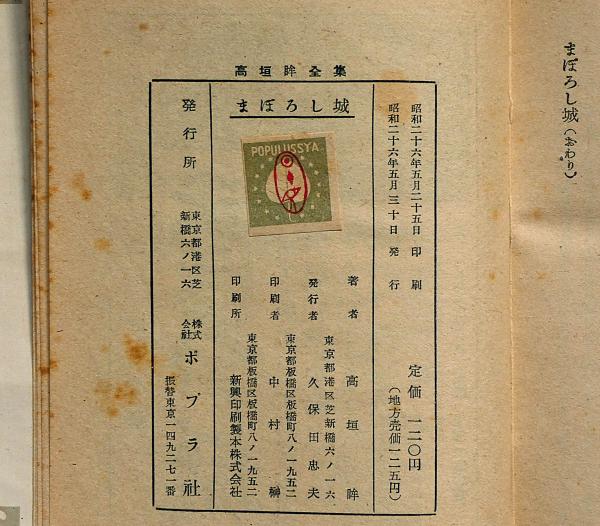 まぼろし城(おわり)
高垣眸全集
昭和二十六年五月二十五日 印刷
昭和二十六年五月三十日 発行
定価 一二〇円
(地方売価一二五円)
まぼろし城
POPULUSSYA
著者 高垣眸
東京都港区芝新橋六ノ一六
発行者 久保田忠夫
東京都板橋区板橋町八ノ一九五二
印刷者 中村榊
東京都板橋区板橋町八ノ一九五二
印刷所 新興印刷製本株式会社
発行所
東京都港区芝
新橋六ノ一六
株式会社 ポプラ社
振替東京一四九二七一番